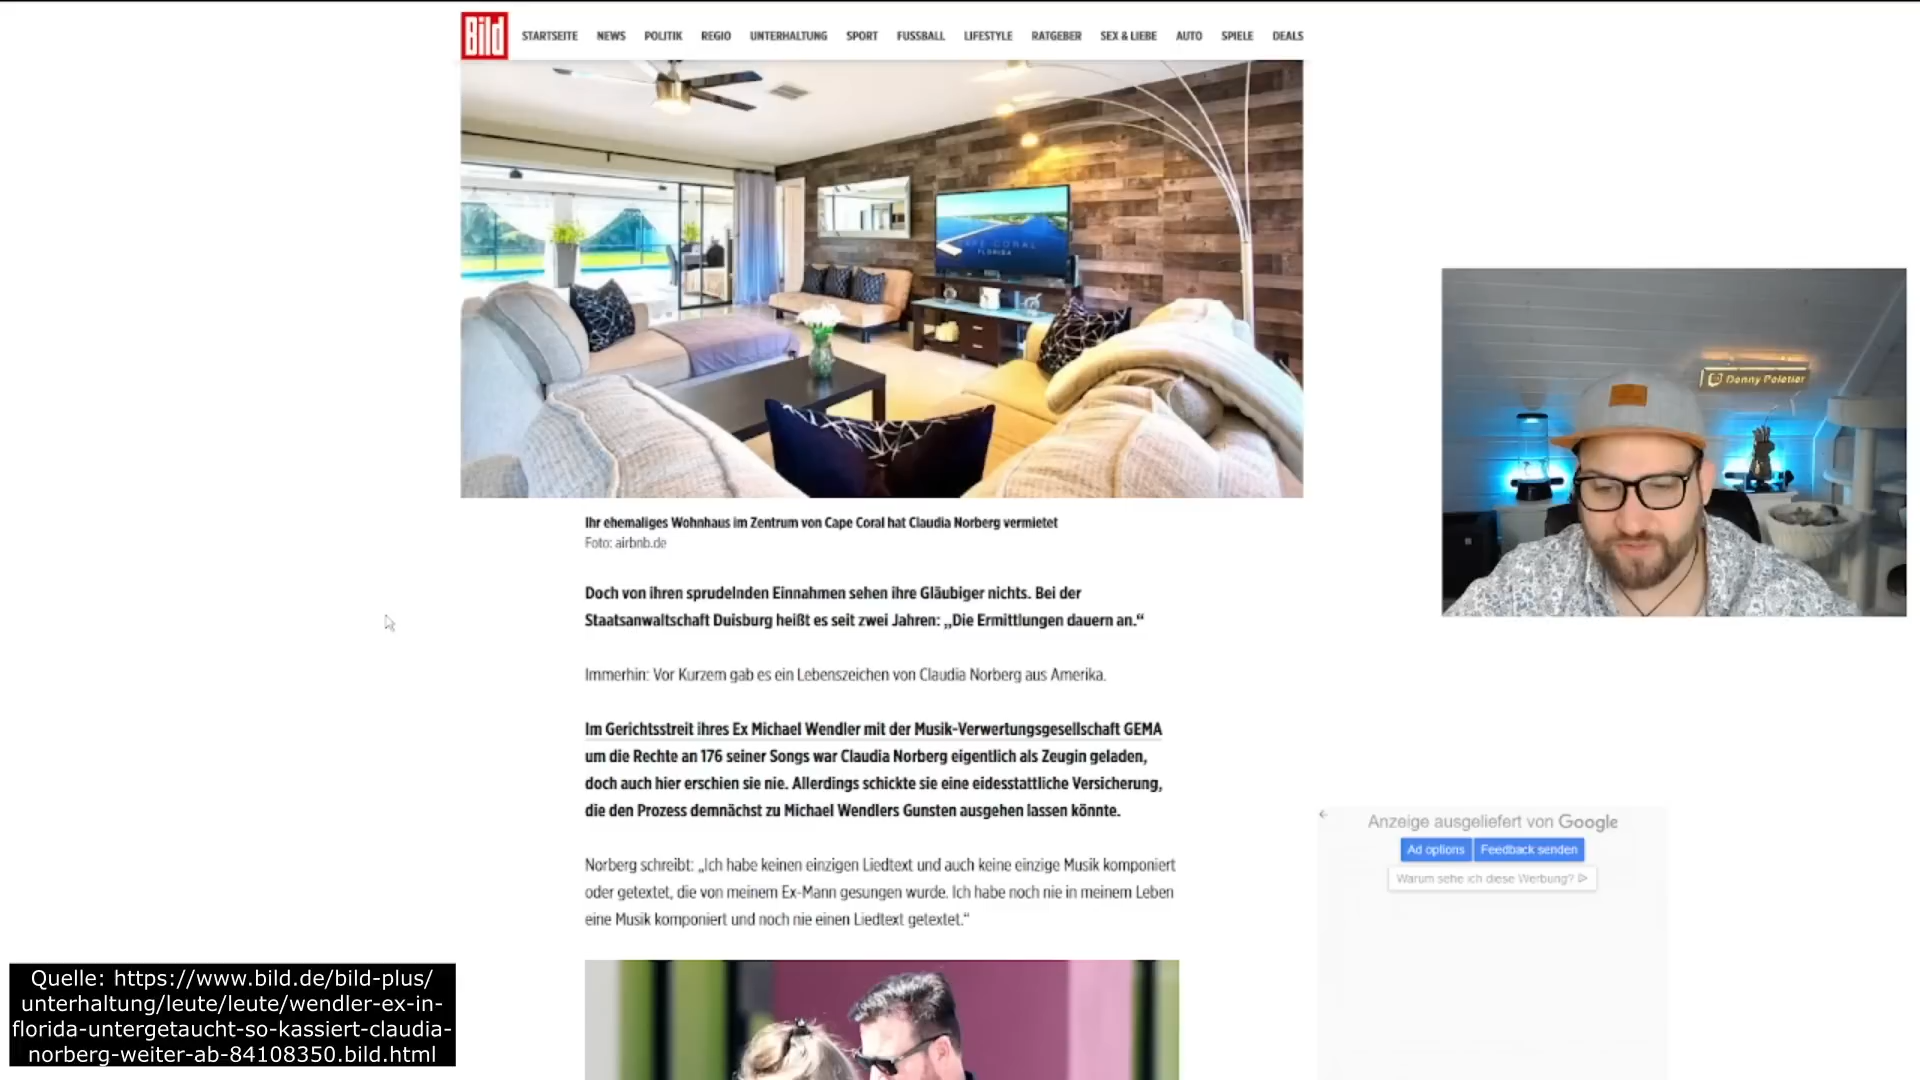 Bild
STARTSEITE NEWS POLITIK REGIO UNTERHALTUNG SPORT FUSSBALL LIFESTYLE RATGEBER SEX & LIEBE AUTO SPIELE DEALS
CAPE CORAL
FLORIDA
Danny Peletier
Ihr ehemaliges Wohnhaus im Zentrum von Cape Coral hat Claudia Norberg vermietet
Foto: airbnb.de
Doch von ihren sprudelnden Einnahmen sehen ihre Gläubiger nichts. Bei der
Staatsanwaltschaft Duisburg heißt es seit zwei Jahren: „Die Ermittlungen dauern an.“
Immerhin: Vor Kurzem gab es ein Lebenszeichen von Claudia Norberg aus Amerika.
Im Gerichtsstreit ihres Ex Michael Wendler mit der Musik-Verwertungsgesellschaft GEMA
um die Rechte an 176 seiner Songs war Claudia Norberg eigentlich als Zeugin geladen,
doch auch hier erschien sie nie. Allerdings schickte sie eine eidesstattliche Versicherung,
die den Prozess demnächst zu Michael Wendlers Gunsten ausgehen lassen könnte.
Norberg schreibt: „Ich habe keinen einzigen Liedtext und auch keine einzige Musik komponiert
oder getextet, die von meinem Ex-Mann gesungen wurde. Ich habe noch nie in meinem Leben
eine Musik komponiert und noch nie einen Liedtext getextet.“
Anzeige ausgeliefert von Google
Ad options Feedback senden
Warum sehe ich diese Werbung?
Quelle: https://www.bild.de/bild-plus/
unterhaltung/leute/leute/wendler-ex-in-
florida-untergetaucht-so-kassiert-claudia-
norberg-weiter-ab-84108350.bild.html